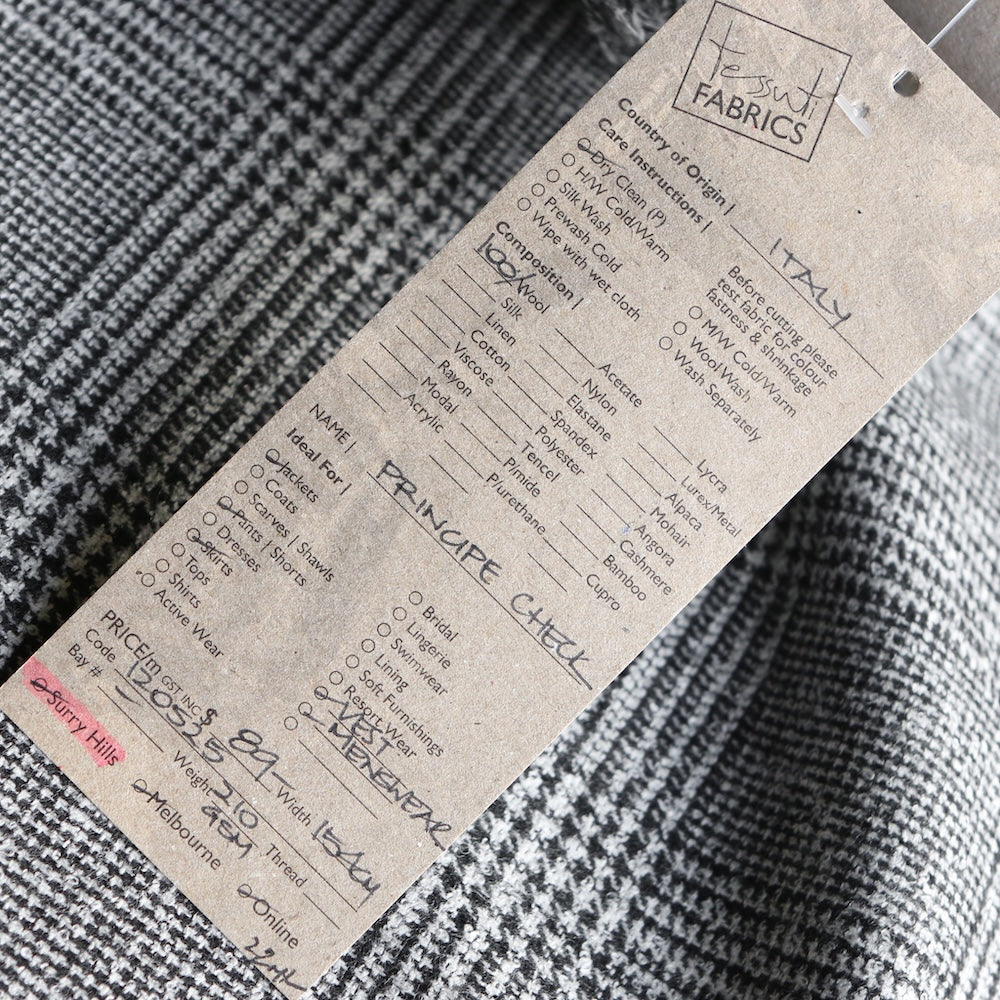 tessuti
FABRICS
Country of Origin | ITALY
Care Instructions |
Dry Clean (P)
H/W Cold/Warm
Silk Wash
Prewash Cold
Wipe with wet cloth
Before cutting please
test fabric for colour
fastness & shrinkage
M/W Cold/Warm
Wool Wash
Wash Separately
Composition |
100% Wool
Silk
Linen
Cotton
Viscose
Rayon
Modal
Acrylic
Acetate
Nylon
Elastane
Spandex
Polyester
Tencel
P/mide
P/urethane
Lycra
Lurex/Metal
Alpaca
Mohair
Angora
Cashmere
Bamboo
Cupro
NAME | PRINCIPE CHECK
Ideal For |
Jackets
Coats
Scarves | Shawls
Pants | Shorts
Dresses
Skirts
Tops
Shirts
Active Wear
Bridal
Lingerie
Swimwear
Lining
Soft Furnishings
Resort Wear
VEST
MENEWEAR
PRICE/m GST INC $ 89-
Code 120525
Width
Bay #
Weight 210
GSM
Thread
Surry Hills
Melbourne
Online